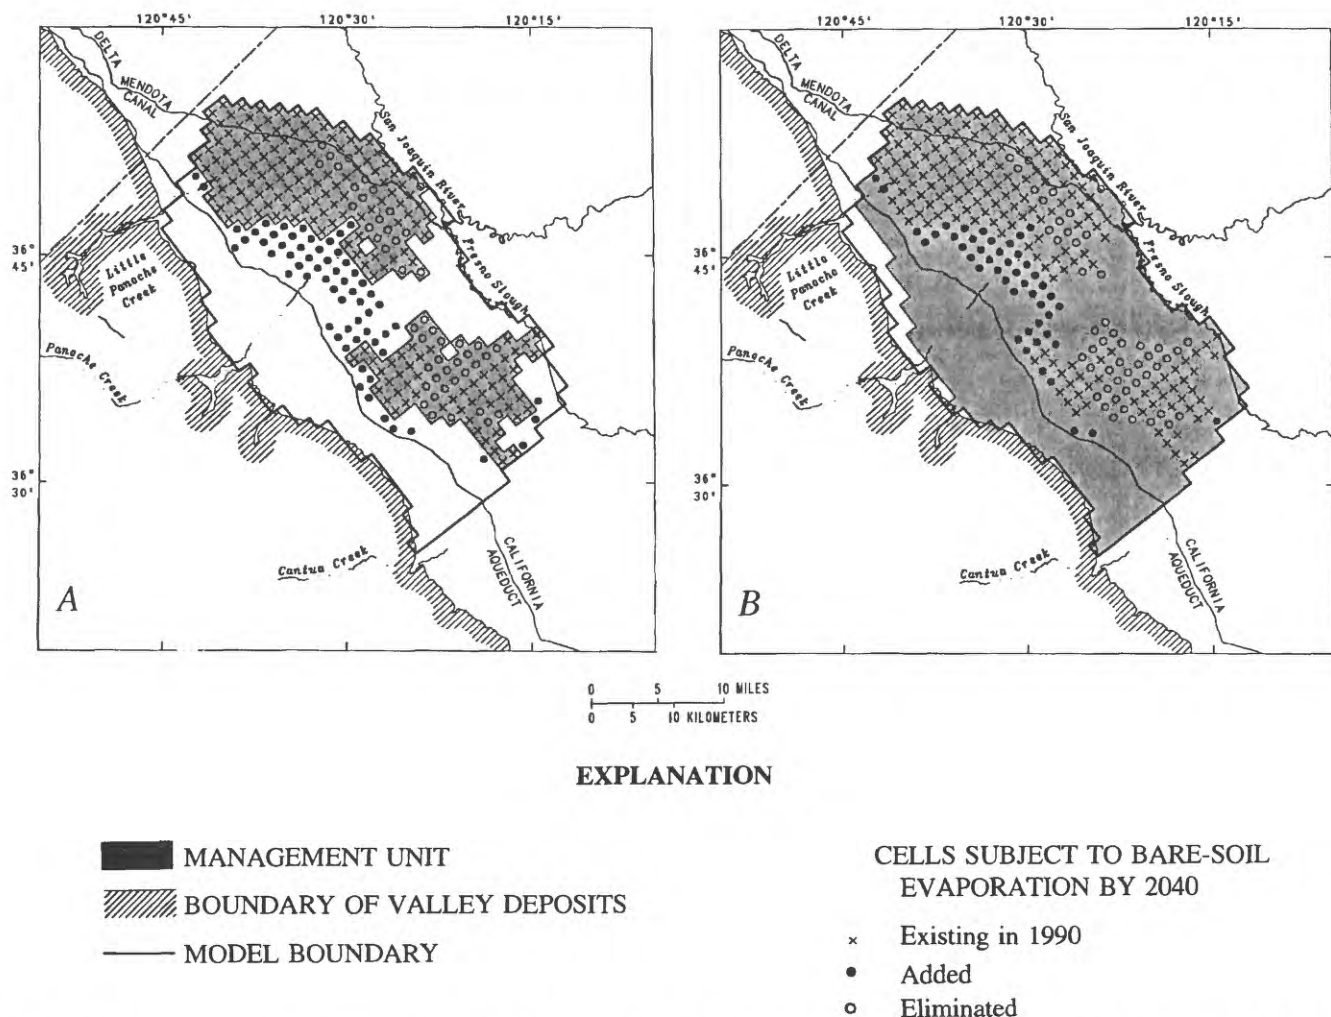 120°45' 120°30' 120°15'
DELTA
MENDOTA
CANAL
San Joaquin River
Fresno Slough
36°
45'
Little
Panoche
Creek
Panoche Creek
36°
30'
Cantua Creek
CALIFORNIA
AQUEDUCT
A
120°45' 120°30' 120°15'
DELTA
MENDOTA
CANAL
San Joaquin River
Fresno Slough
36°
45'
Little
Panoche
Creek
Panoche Creek
36°
30'
Cantua Creek
CALIFORNIA
AQUEDUCT
B
0 5 10 MILES
0 5 10 KILOMETERS
EXPLANATION
MANAGEMENT UNIT
BOUNDARY OF VALLEY DEPOSITS
MODEL BOUNDARY
CELLS SUBJECT TO BARE-SOIL
EVAPORATION BY 2040
Existing in 1990
Added
Eliminated